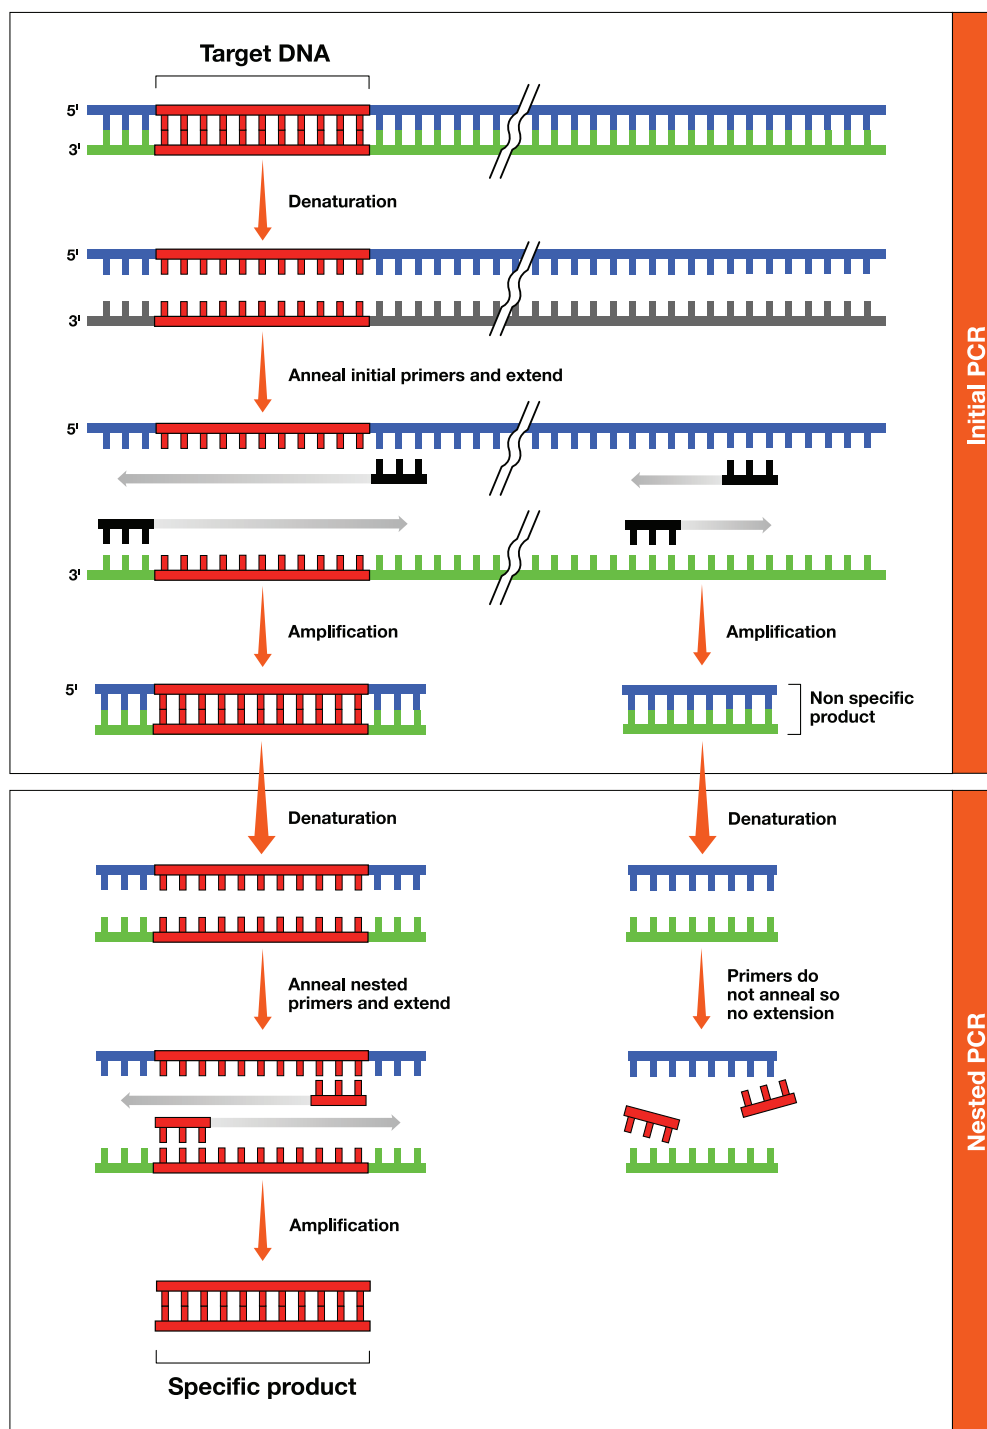 Target DNA
5'
3'
Denaturation
5'
3'
Anneal initial primers and extend
5'
3'
Amplification
Amplification
5'
Non specific
product
Initial PCR
Denaturation
Denaturation
Anneal nested
primers and extend
Primers do
not anneal so
no extension
Amplification
Specific product
Nested PCR